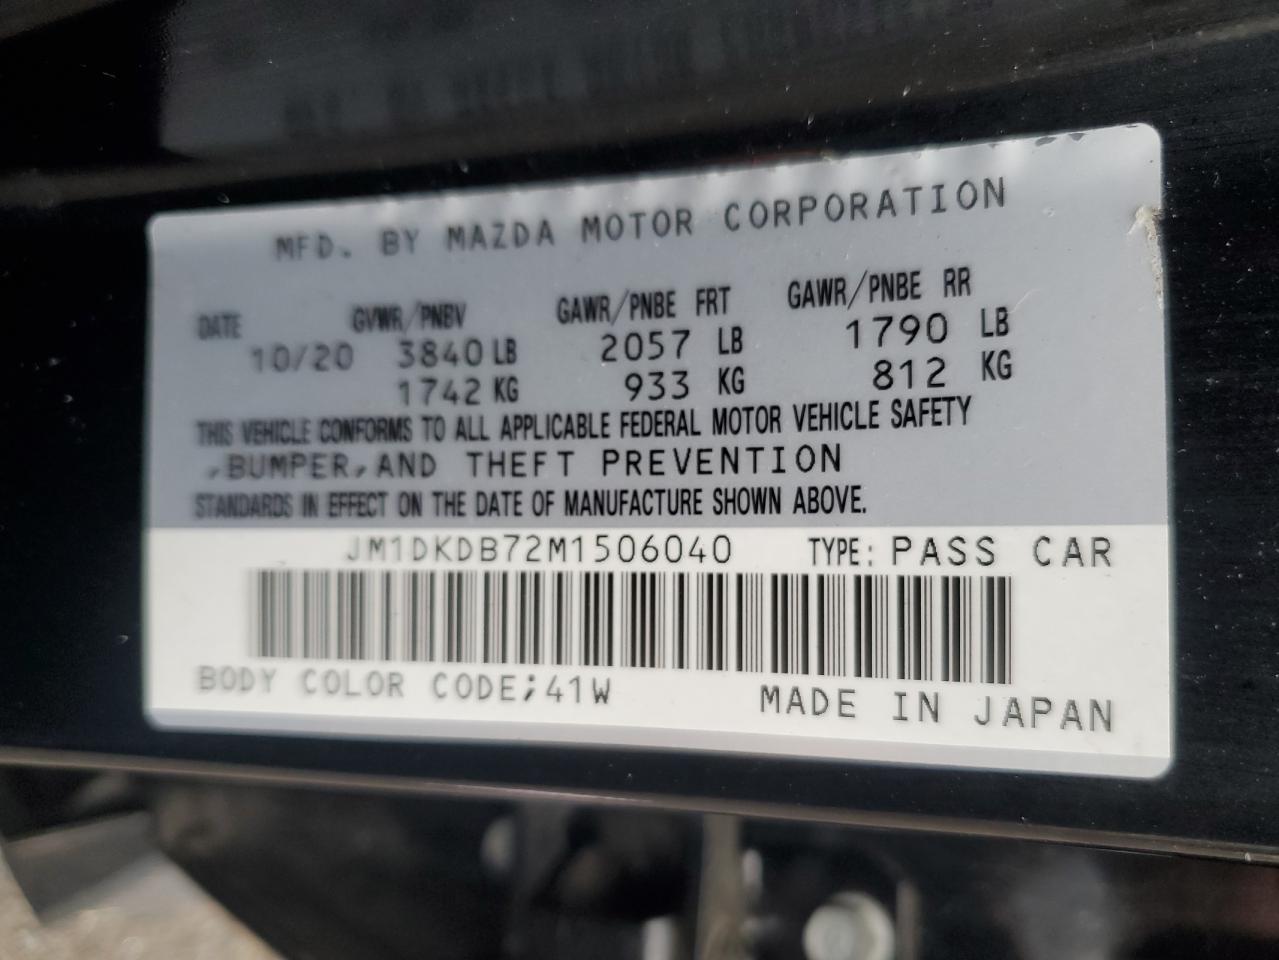 MFD. BY MAZDA MOTOR CORPORATION
DATE GVWR/PNBV GAWR/PNBE FRT GAWR/PNBE RR
10/20 3840 LB 2057 LB 1790 LB
1742 KG 933 KG 812 KG
THIS VEHICLE CONFORMS TO ALL APPLICABLE FEDERAL MOTOR VEHICLE SAFETY
,BUMPER,AND THEFT PREVENTION
STANDARDS IN EFFECT ON THE DATE OF MANUFACTURE SHOWN ABOVE.
JM1DKDB72M1506040 TYPE: PASS CAR
BODY COLOR CODE;41W MADE IN JAPAN